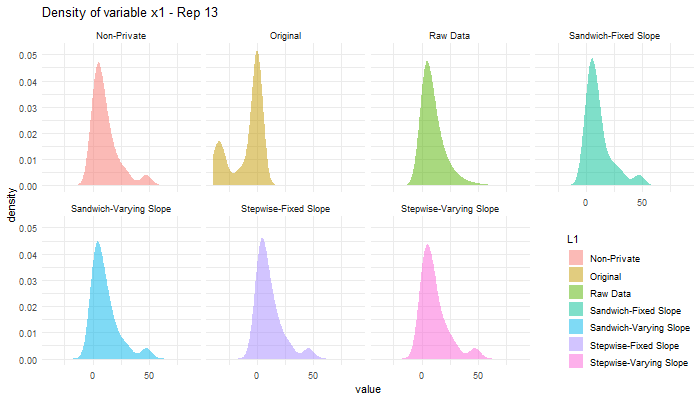 Density of variable x1 - Rep 13
Non-Private
Original
Raw Data
Sandwich-Fixed Slope
0.05
0.04
0.03
0.02
0.01
0.00
0
50
density
Sandwich-Varying Slope
Stepwise-Fixed Slope
Stepwise-Varying Slope
0.05
0.04
0.03
0.02
0.01
0.00
0
50
0
50
0
50
value
L1
Non-Private
Original
Raw Data
Sandwich-Fixed Slope
Sandwich-Varying Slope
Stepwise-Fixed Slope
Stepwise-Varying Slope